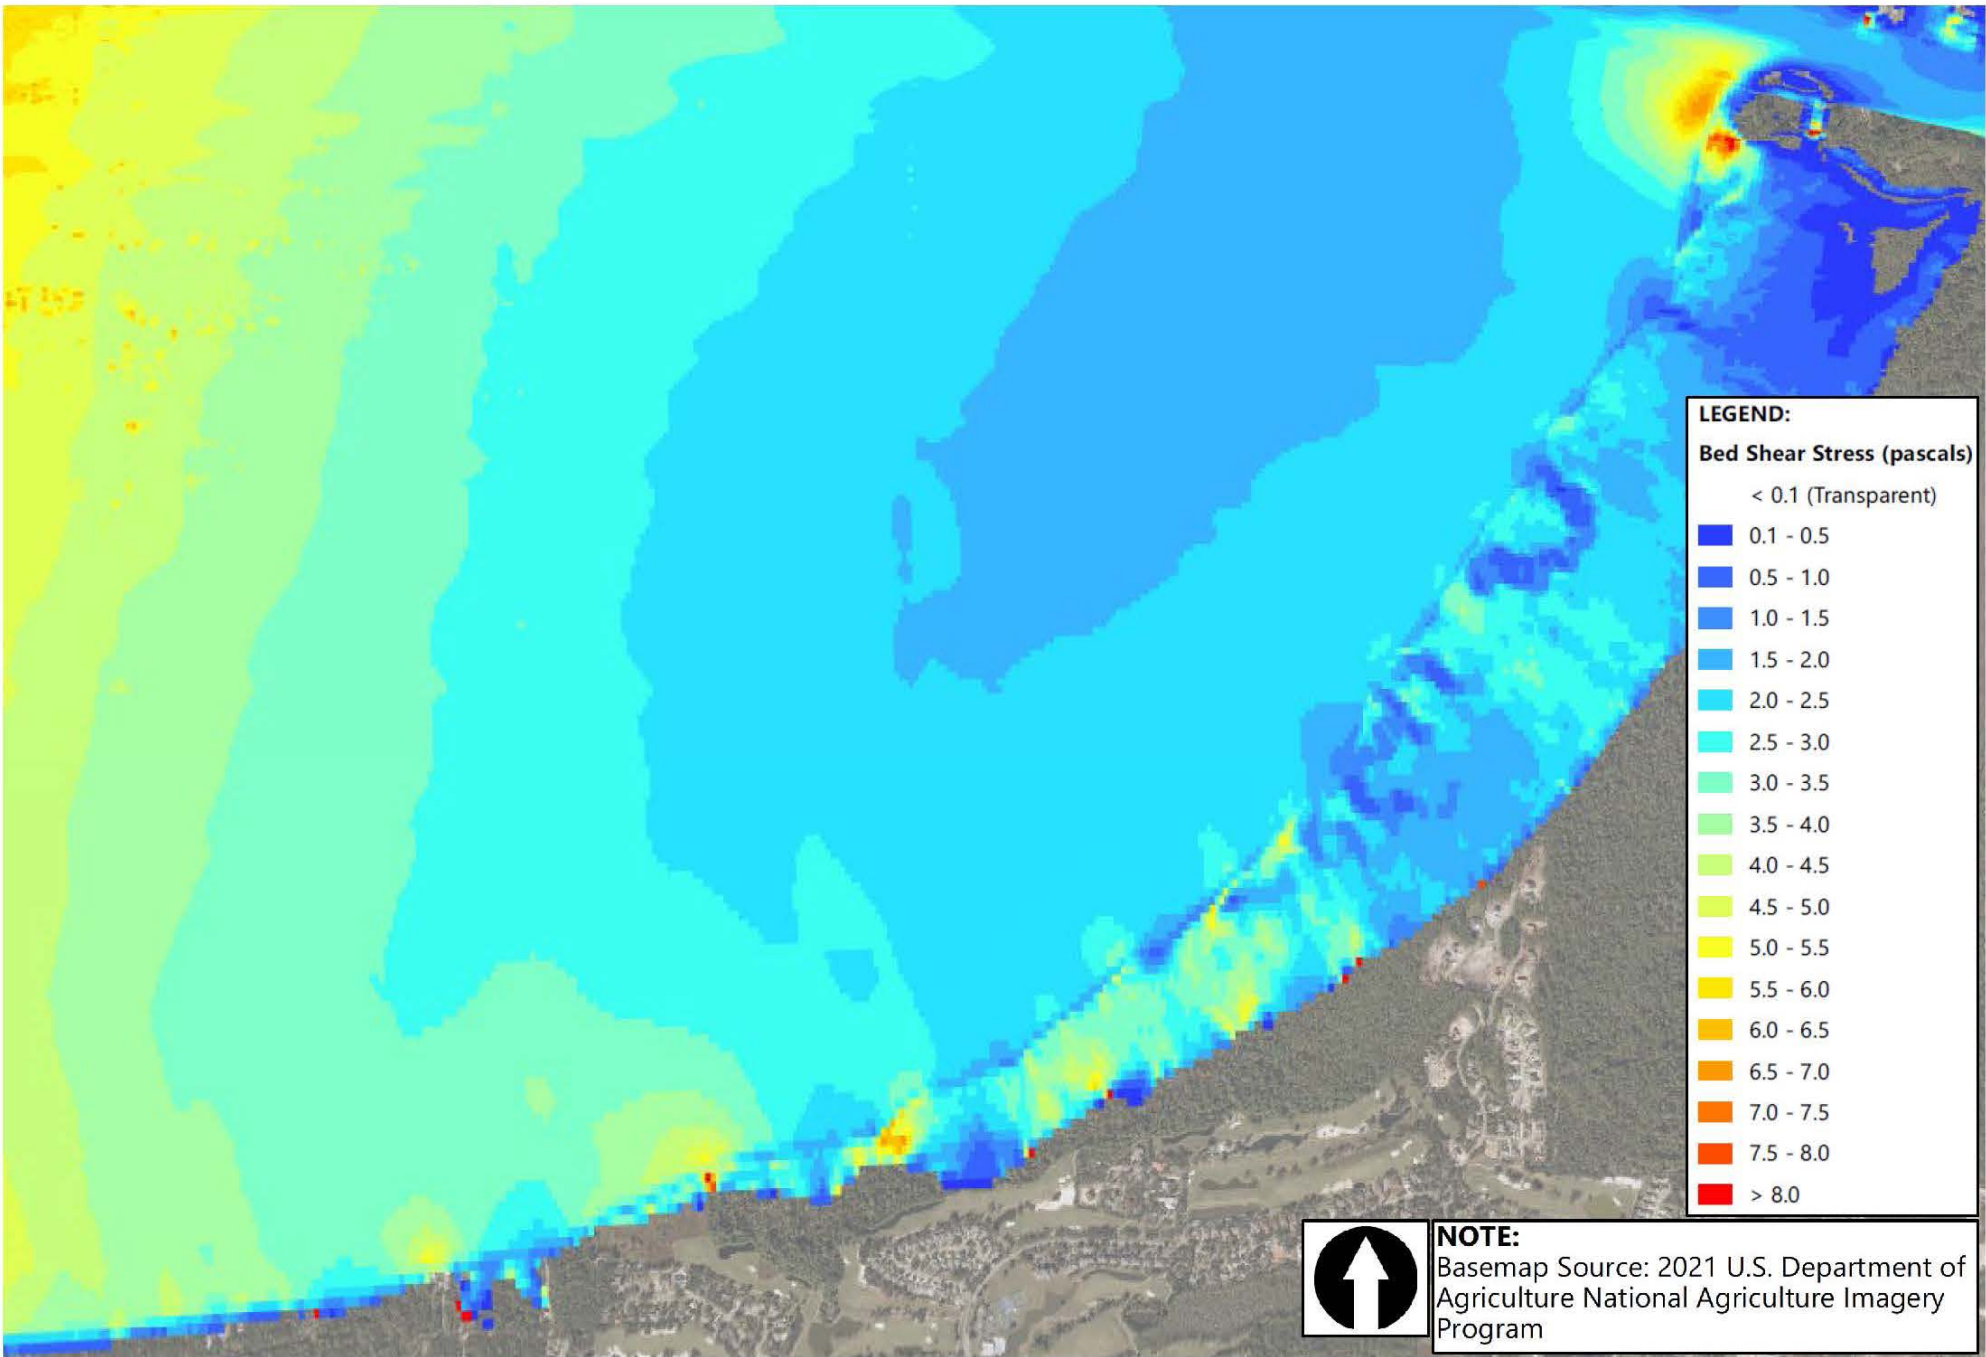 LEGEND:
Bed Shear Stress (pascals)
< 0.1 (Transparent)
0.1 - 0.5
0.5 - 1.0
1.0 - 1.5
1.5 - 2.0
2.0 - 2.5
2.5 - 3.0
3.0 - 3.5
3.5 - 4.0
4.0 - 4.5
4.5 - 5.0
5.0 - 5.5
5.5 - 6.0
6.0 - 6.5
6.5 - 7.0
7.0 - 7.5
7.5 - 8.0
> 8.0
NOTE:
Basemap Source: 2021 U.S. Department of
Agriculture National Agriculture Imagery
Program